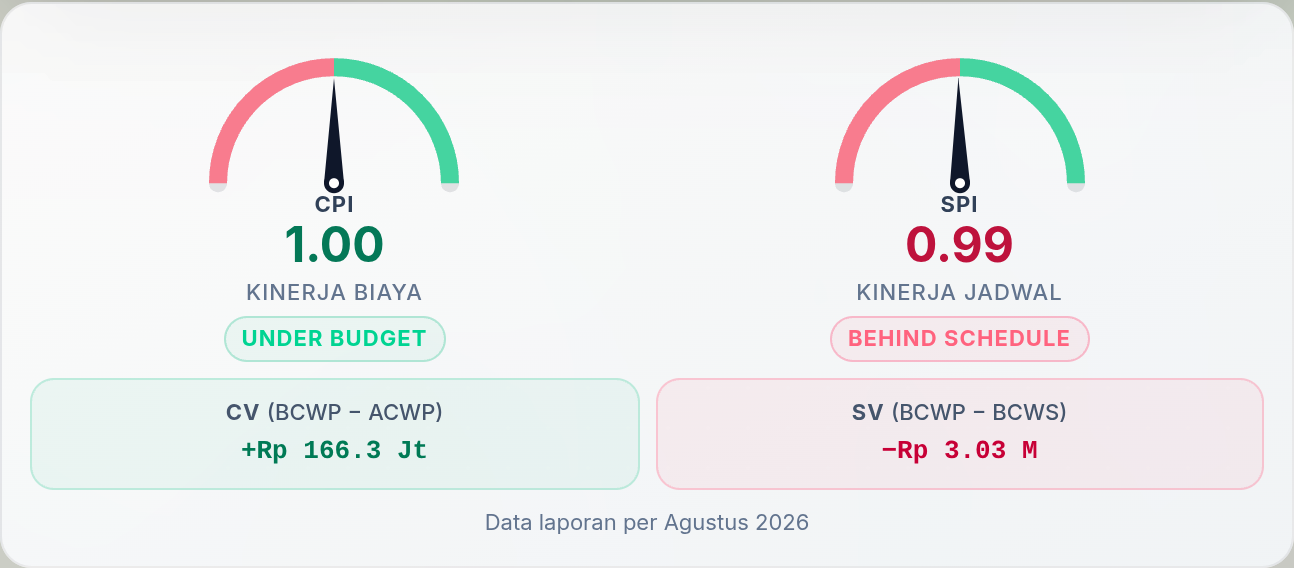 CPI
1.00
KINERJA BIAYA
UNDER BUDGET
CV (BCWP − ACWP)
+Rp 166.3 Jt
SPI
0.99
KINERJA JADWAL
BEHIND SCHEDULE
SV (BCWP − BCWS)
−Rp 3.03 M
Data laporan per Agustus 2026